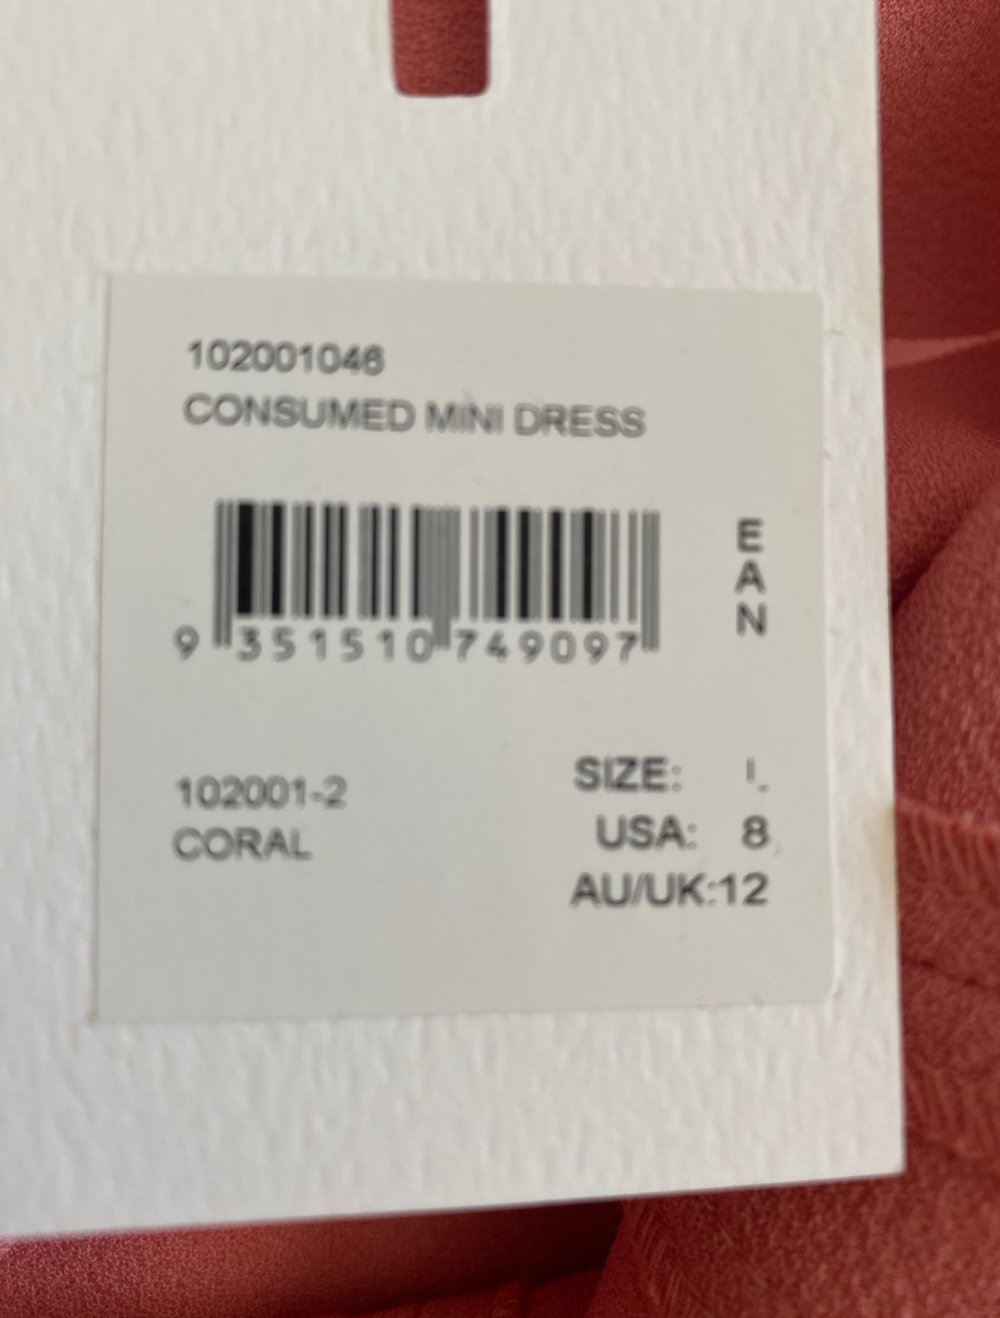 102001046
CONSUMED MINI DRESS
EAN
9 351510 749097
102001-2
CORAL
SIZE:
USA: 8
AU/UK:12